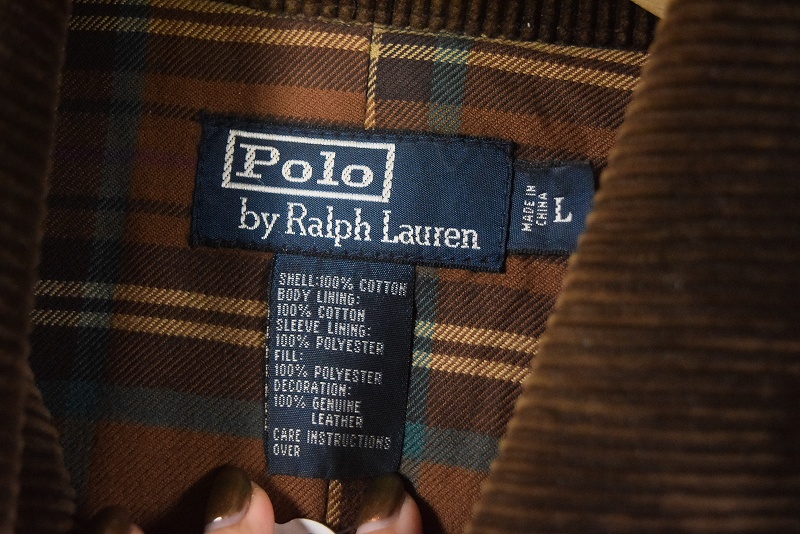 Polo
by Ralph Lauren
MADE IN
CHINA
L
SHELL:100% COTTON
BODY LINING:
100% COTTON
SLEEVE LINING:
100% POLYESTER
FILL:
100% POLYESTER
DECORATION:
100% GENUINE
LEATHER
CARE INSTRUCTIONS
OVER